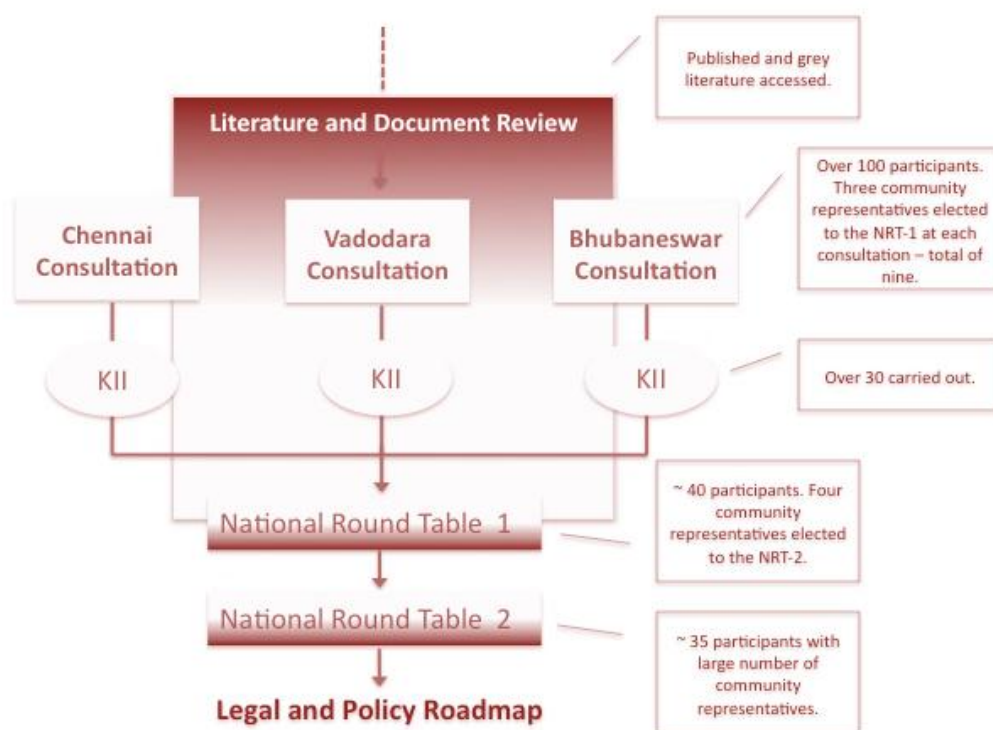 Published and grey
literature accessed.
Literature and Document Review
Over 100 participants.
Three community
representatives elected
to the NRT-1 at each
consultation – total of
nine.
Chennai
Consultation
Vadodara
Consultation
Bhubaneswar
Consultation
KII
KII
KII
Over 30 carried out.
~ 40 participants. Four
community
representatives elected
to the NRT-2.
National Round Table 1
National Round Table 2
~ 35 participants with
large number of
community
representatives.
Legal and Policy Roadmap